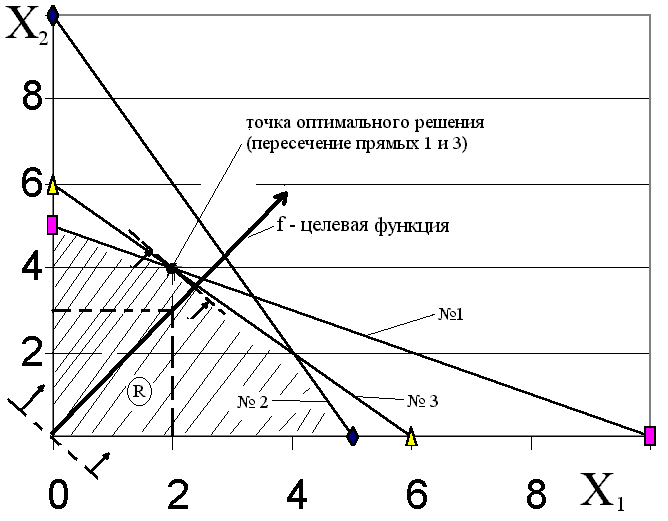 X2
8
точка оптимального решения
(пересечение прямых 1 и 3)
6
f - целевая функция
4
№1
2
R
№ 2
№ 3
0 2 4 6 8 X1